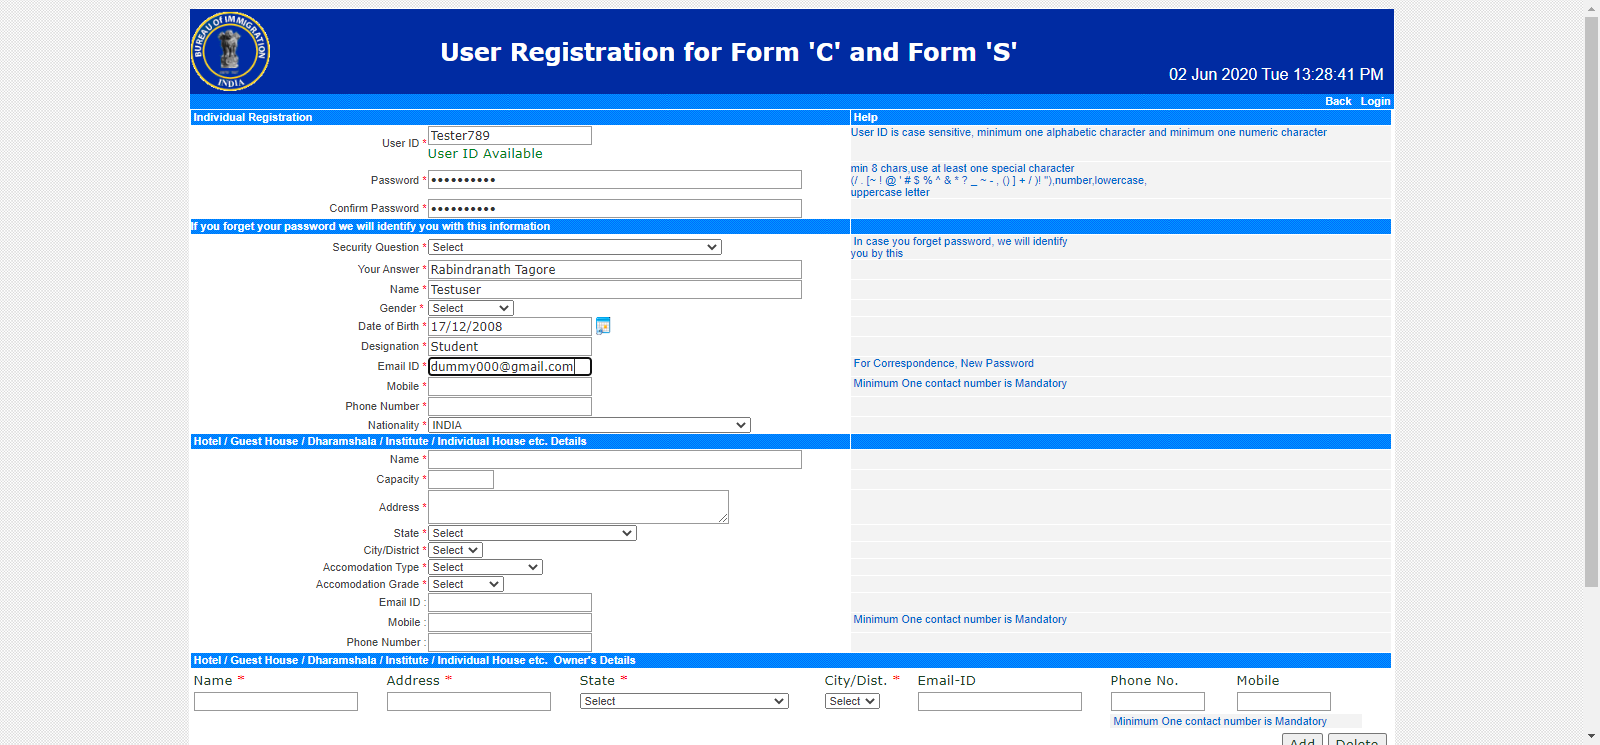 BUREAU OF IMMIGRATION
INDIA
User Registration for Form 'C' and Form 'S'
02 Jun 2020 Tue 13:28:41 PM
Back Login
Individual Registration Help
User ID * Tester789 User ID is case sensitive, minimum one alphabetic character and minimum one numeric character
User ID Available
Password * •••••••••• min 8 chars,use at least one special character
(/ . [~ ! @ ' # $ % ^ & * ? _ ~ - , () ] + / )! "),number,lowercase,
uppercase letter
Confirm Password * ••••••••••
If you forget your password we will identify you with this information
Security Question * Select In case you forget password, we will identify
you by this
Your Answer * Rabindranath Tagore
Name * Testuser
Gender * Select
Date of Birth * 17/12/2008
Designation * Student
Email ID * dummy000@gmail.com For Correspondence, New Password
Mobile * Minimum One contact number is Mandatory
Phone Number *
Nationality * INDIA
Hotel / Guest House / Dharamshala / Institute / Individual House etc. Details
Name *
Capacity *
Address *
State * Select
City/District * Select
Accomodation Type * Select
Accomodation Grade * Select
Email ID :
Mobile : Minimum One contact number is Mandatory
Phone Number :
Hotel / Guest House / Dharamshala / Institute / Individual House etc. Owner's Details
Name * Address * State * City/Dist. * Email-ID Phone No. Mobile
Select Select
Minimum One contact number is Mandatory
Add Delete